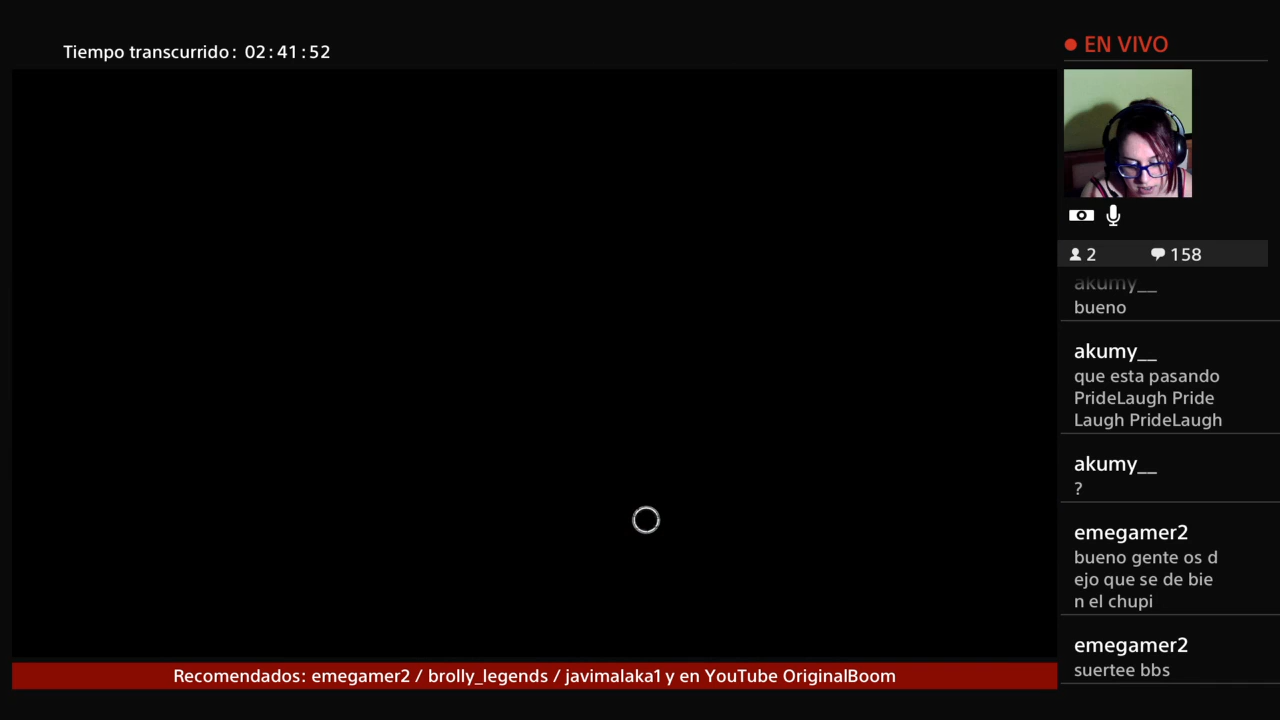 Tiempo transcurrido: 02:41:52
EN VIVO
2
158
akumy__
bueno
akumy__
que esta pasando
PrideLaugh Pride
Laugh PrideLaugh
akumy__
?
emegamer2
bueno gente os d
ejo que se de bie
n el chupi
emegamer2
suertee bbs
Recomendados: emegamer2 / brolly_legends / javimalaka1 y en YouTube OriginalBoom